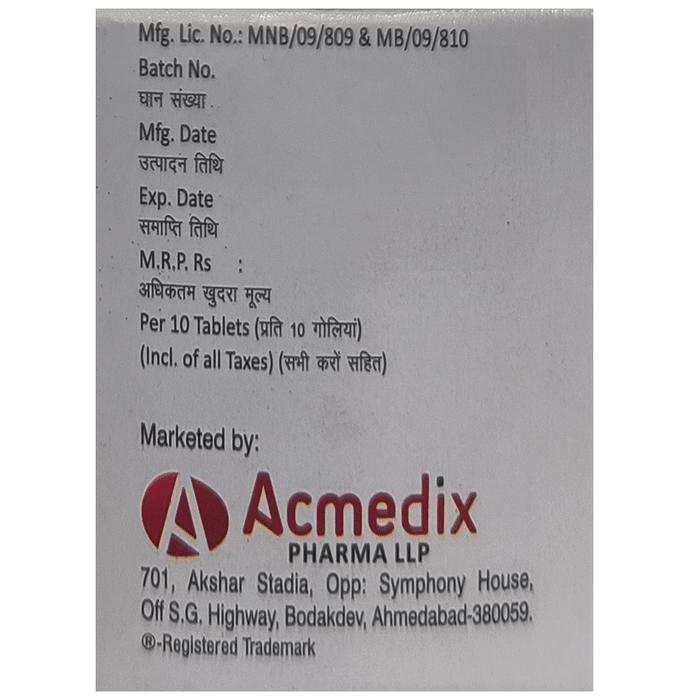 Mfg. Lic. No.: MNB/09/809 & MB/09/810
Batch No.
घान संख्या
Mfg. Date
उत्पादन तिथि
Exp. Date
समाप्ति तिथि
M.R.P. Rs :
अधिकतम खुदरा मूल्य
Per 10 Tablets (प्रति 10 गोलियां)
(Incl. of all Taxes) (सभी करों सहित)
Marketed by:
Acmedix
PHARMA LLP
701, Akshar Stadia, Opp: Symphony House,
Off S.G. Highway, Bodakdev, Ahmedabad-380059.
®-Registered Trademark